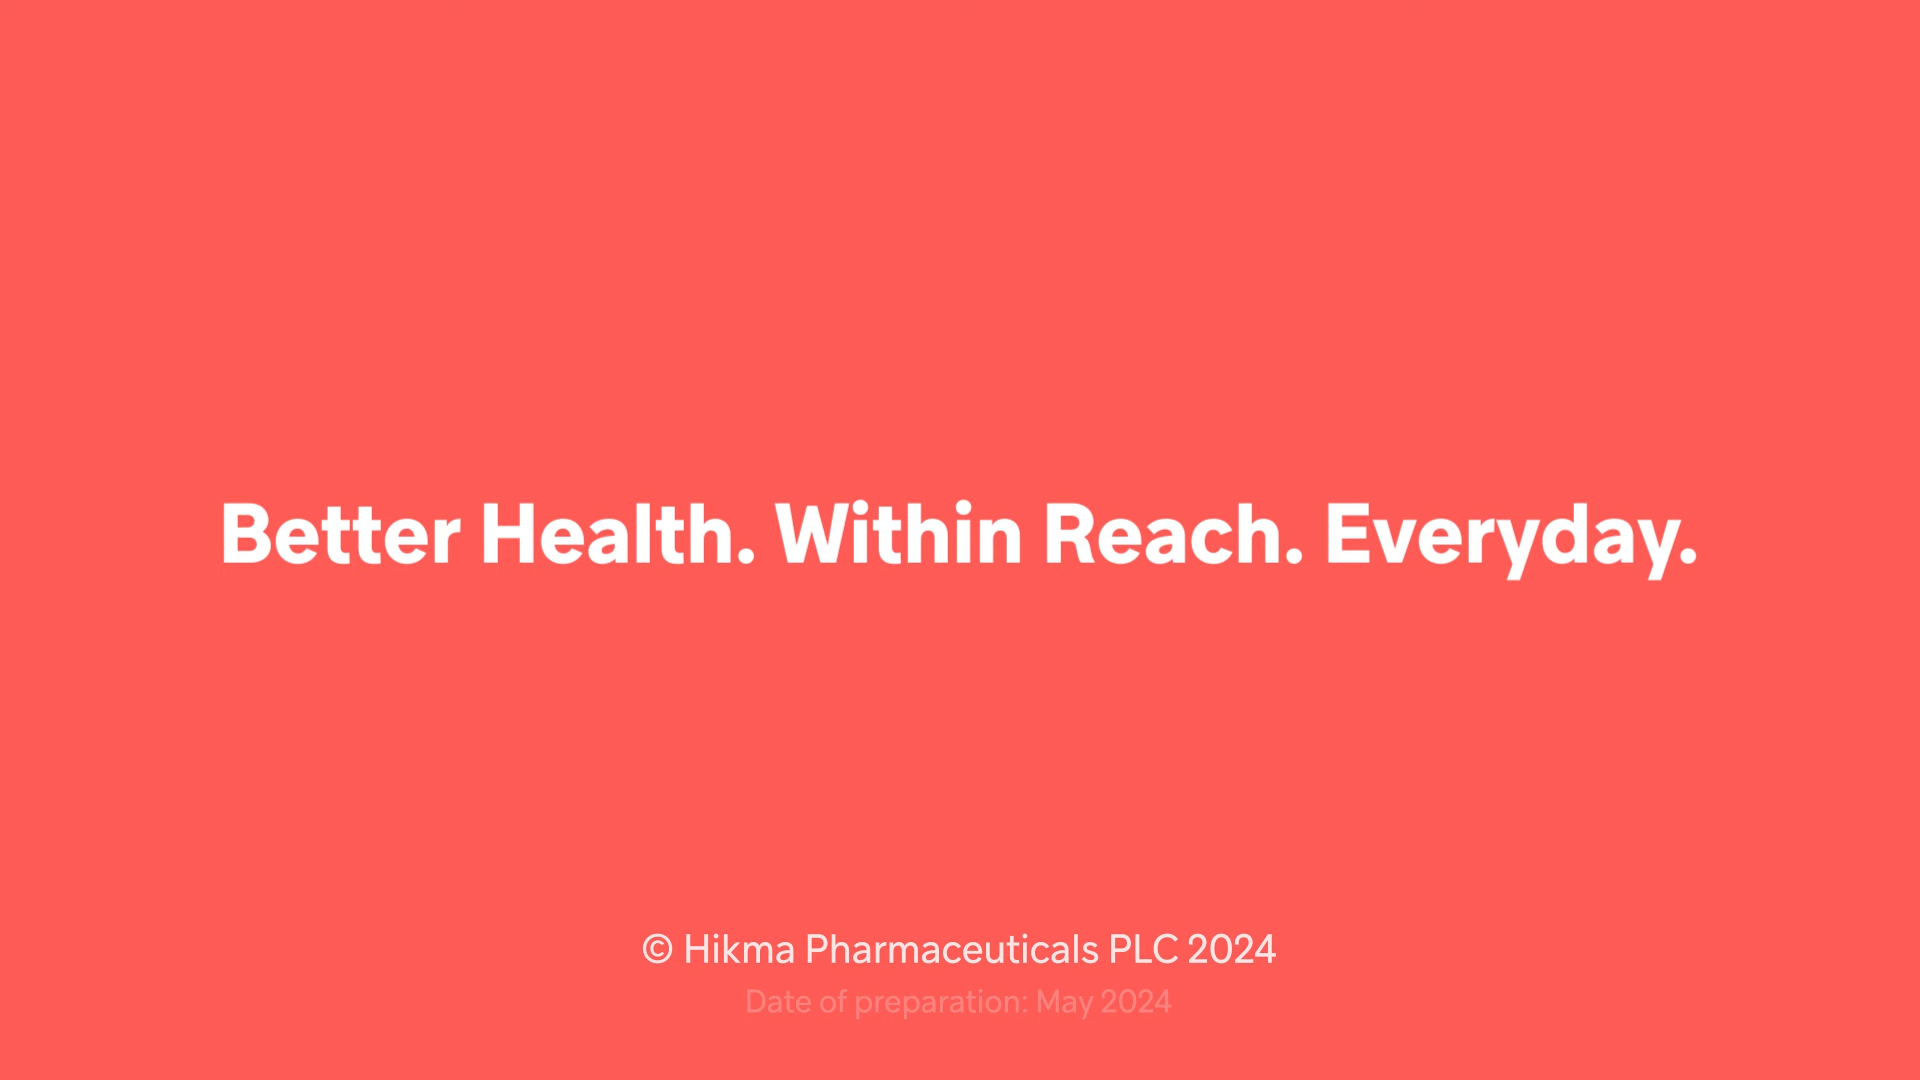 Better Health. Within Reach. Everyday.
© Hikma Pharmaceuticals PLC 2024
Date of preparation: May 2024